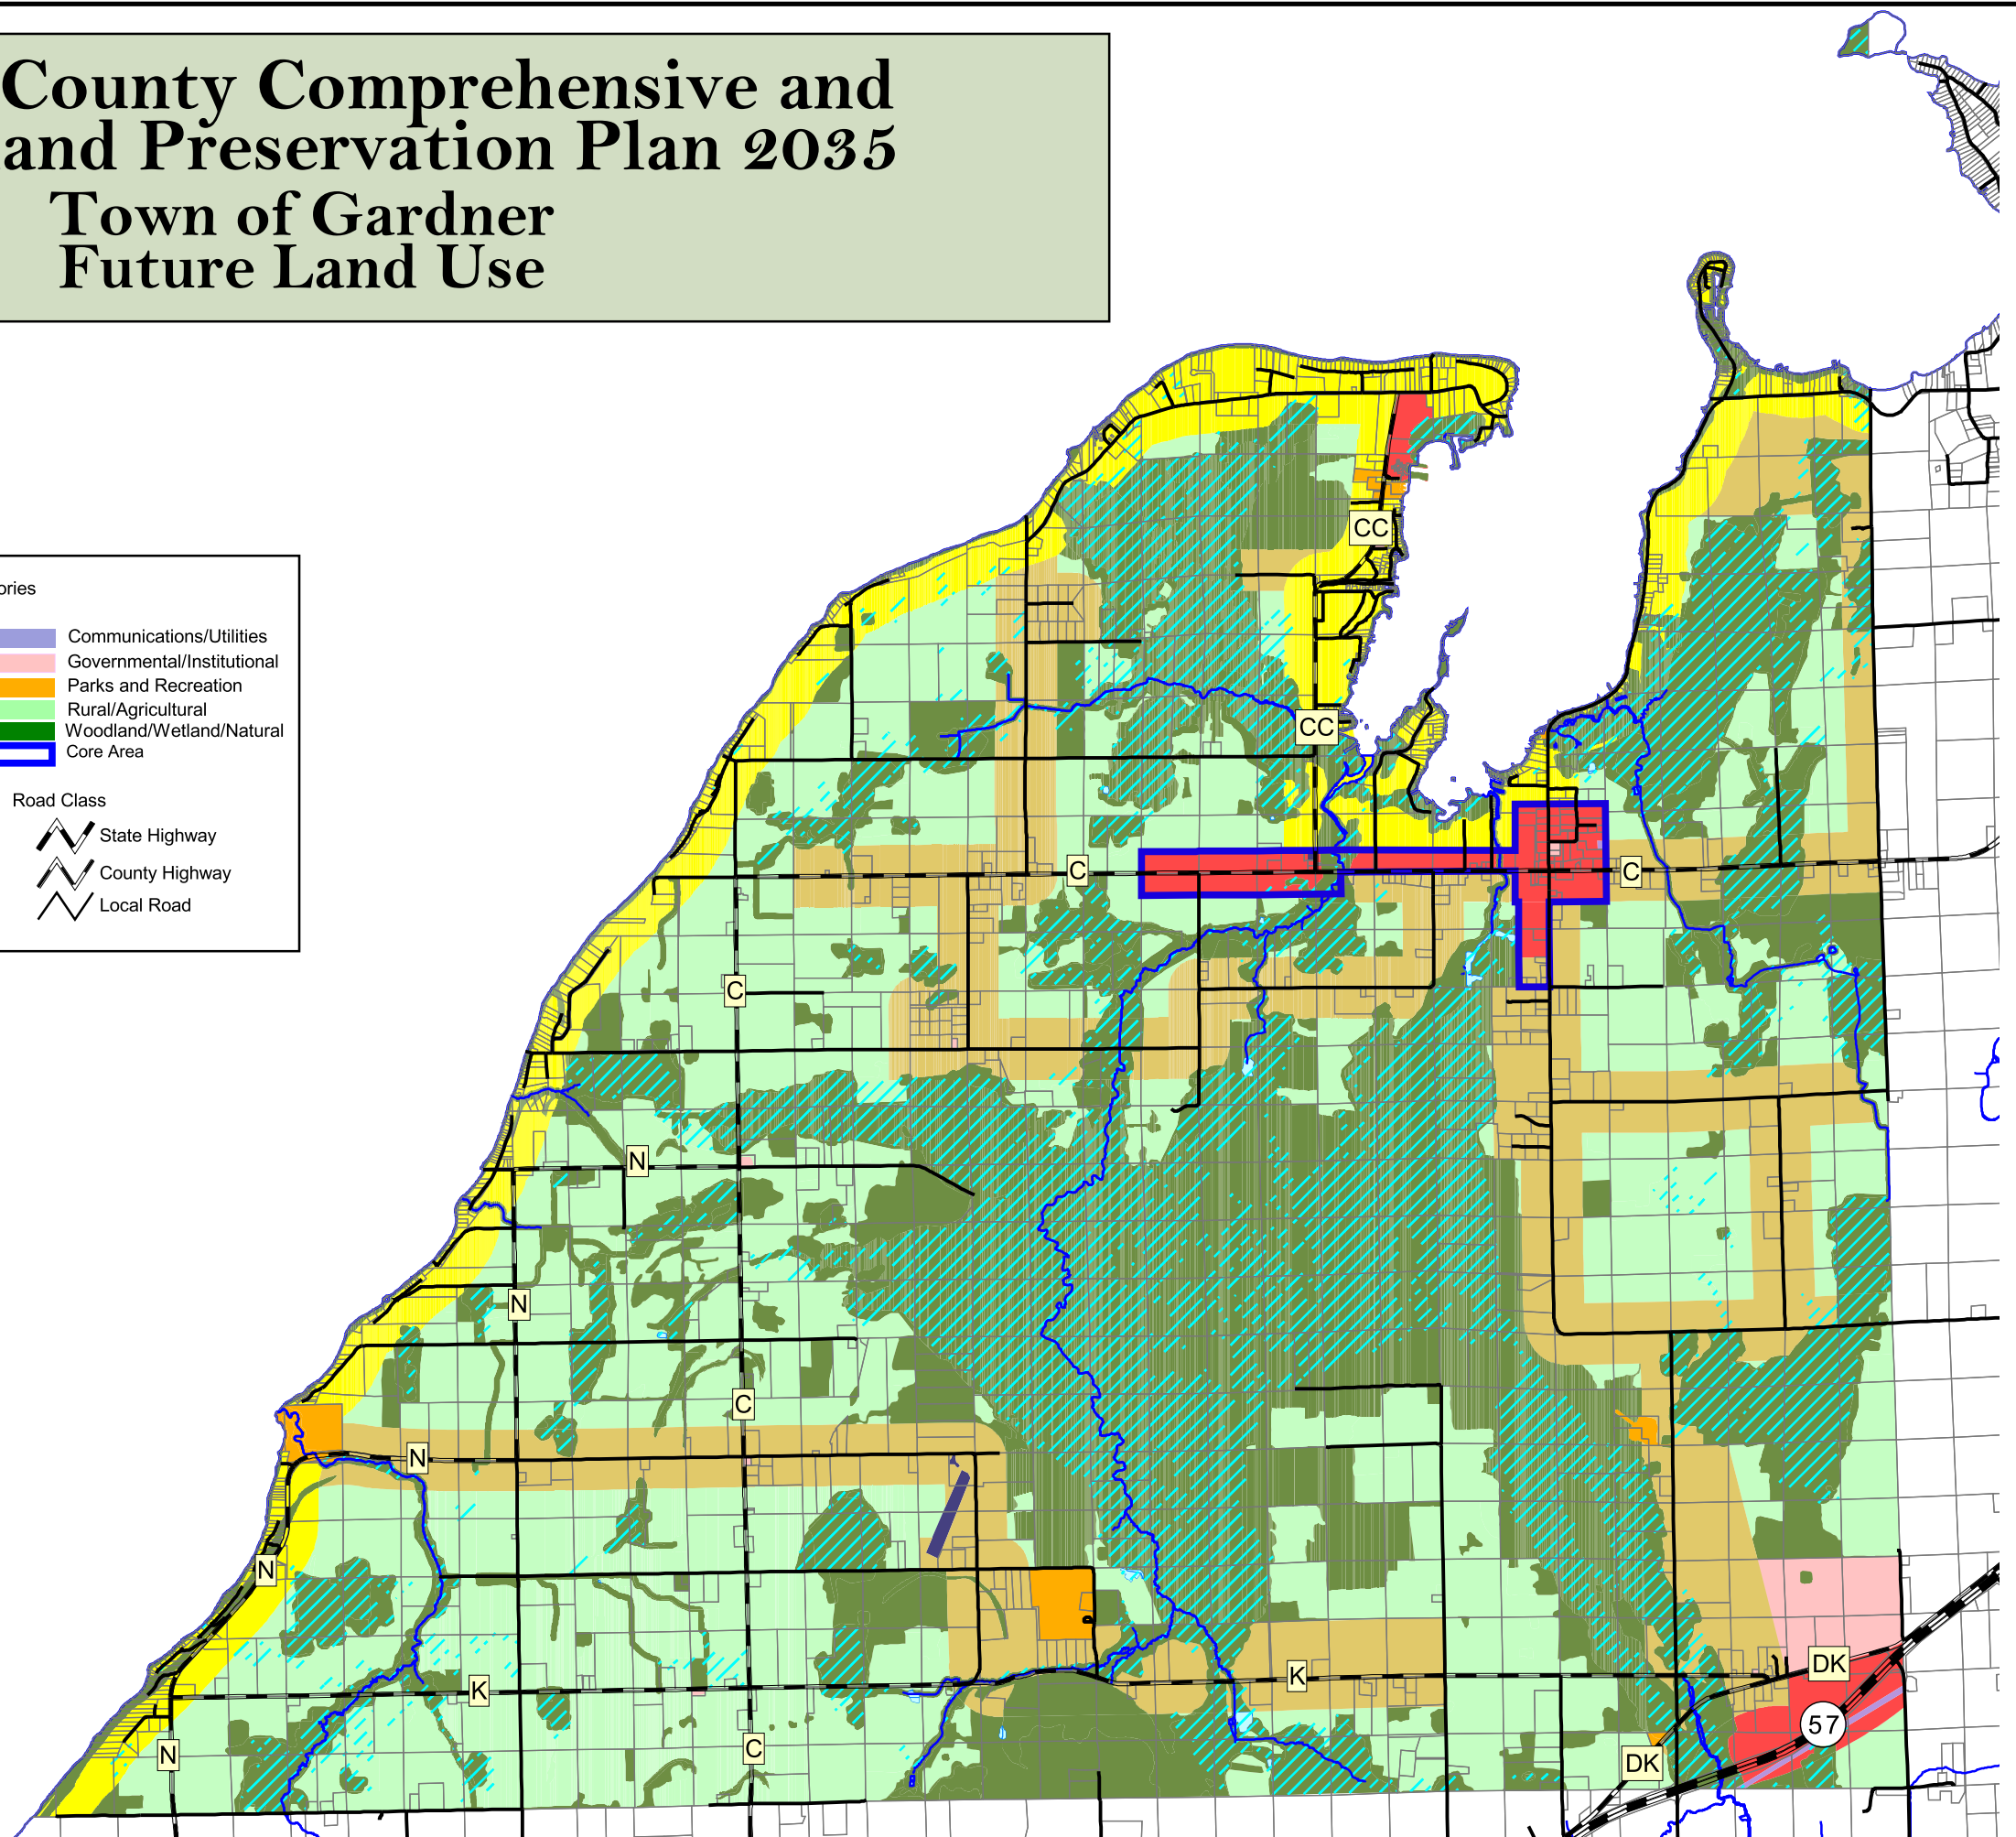 County Comprehensive and
and Preservation Plan 2035
Town of Gardner
Future Land Use
ories
Communications/Utilities
Governmental/Institutional
Parks and Recreation
Rural/Agricultural
Woodland/Wetland/Natural
Core Area
Road Class
State Highway
County Highway
Local Road
CC
CC
C
C
C
N
N
C
N
N
K
K
DK
57
N
C
DK